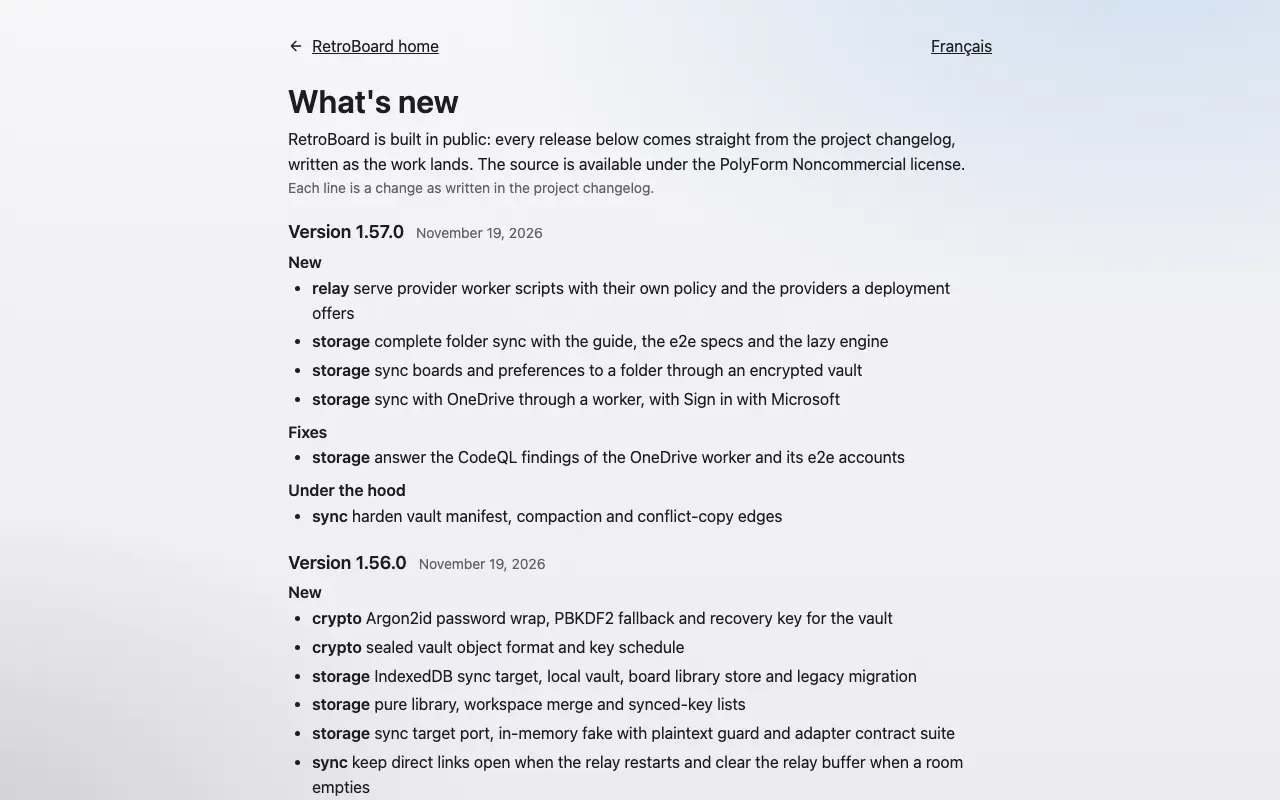 ← RetroBoard home
Français
What's new
RetroBoard is built in public: every release below comes straight from the project changelog,
written as the work lands. The source is available under the PolyForm Noncommercial license.
Each line is a change as written in the project changelog.
Version 1.57.0 November 19, 2026
New
• relay serve provider worker scripts with their own policy and the providers a deployment
offers
• storage complete folder sync with the guide, the e2e specs and the lazy engine
• storage sync boards and preferences to a folder through an encrypted vault
• storage sync with OneDrive through a worker, with Sign in with Microsoft
Fixes
• storage answer the CodeQL findings of the OneDrive worker and its e2e accounts
Under the hood
• sync harden vault manifest, compaction and conflict-copy edges
Version 1.56.0 November 19, 2026
New
• crypto Argon2id password wrap, PBKDF2 fallback and recovery key for the vault
• crypto sealed vault object format and key schedule
• storage IndexedDB sync target, local vault, board library store and legacy migration
• storage pure library, workspace merge and synced-key lists
• storage sync target port, in-memory fake with plaintext guard and adapter contract suite
• sync keep direct links open when the relay restarts and clear the relay buffer when a room
empties